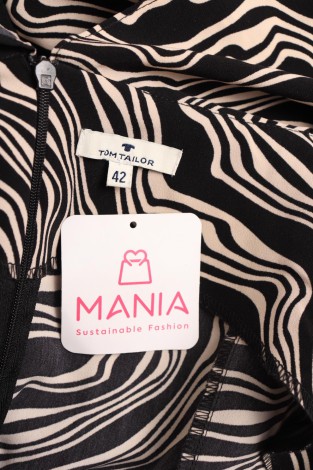 TOM TAILOR
42
MANIA
Sustainable Fashion